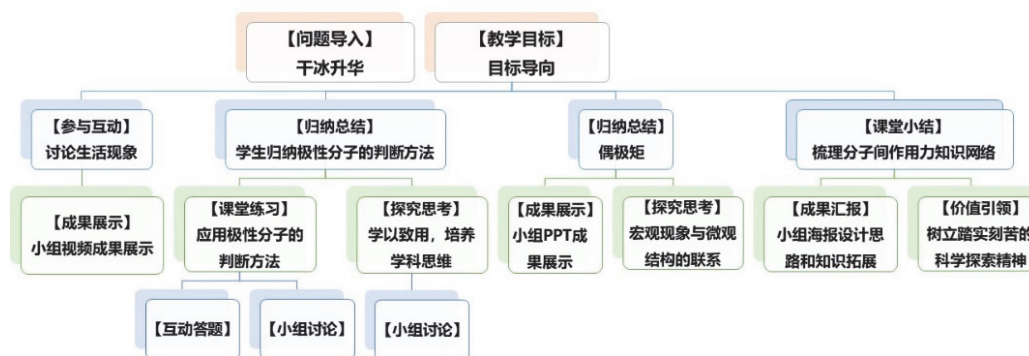 【问题导入】
干冰升华
【教学目标】
目标导向
【参与互动】
讨论生活现象
【归纳总结】
学生归纳极性分子的判断方法
【归纳总结】
偶极矩
【课堂小结】
梳理分子间作用力知识网络
【成果展示】
小组视频成果展示
【课堂练习】
应用极性分子的
判断方法
【探究思考】
学以致用，培养
学科思维
【成果展示】
小组PPT成
果展示
【探究思考】
宏观现象与微观
结构的联系
【成果汇报】
小组海报设计思
路和知识拓展
【价值引领】
树立踏实刻苦的
科学探索精神
【互动答题】
【小组讨论】
【小组讨论】